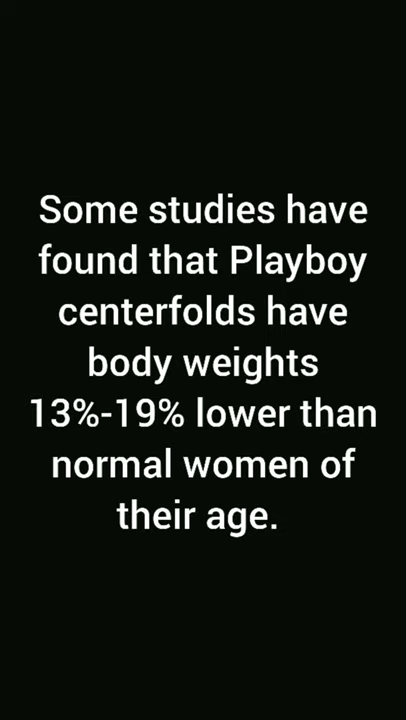 Some studies have
found that Playboy
centerfolds have
body weights
13%-19% lower than
normal women of
their age.